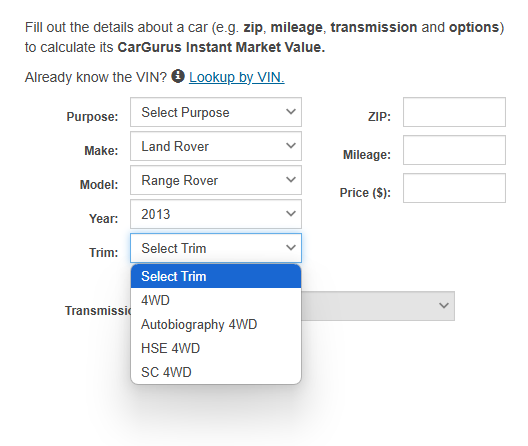 Fill out the details about a car (e.g. zip, mileage, transmission and options)
to calculate its CarGurus Instant Market Value.
Already know the VIN? Lookup by VIN.
Purpose: Select Purpose
ZIP:
Make: Land Rover
Mileage:
Model: Range Rover
Price ($):
Year: 2013
Trim: Select Trim
Select Trim
4WD
Transmissi
Autobiography 4WD
HSE 4WD
SC 4WD